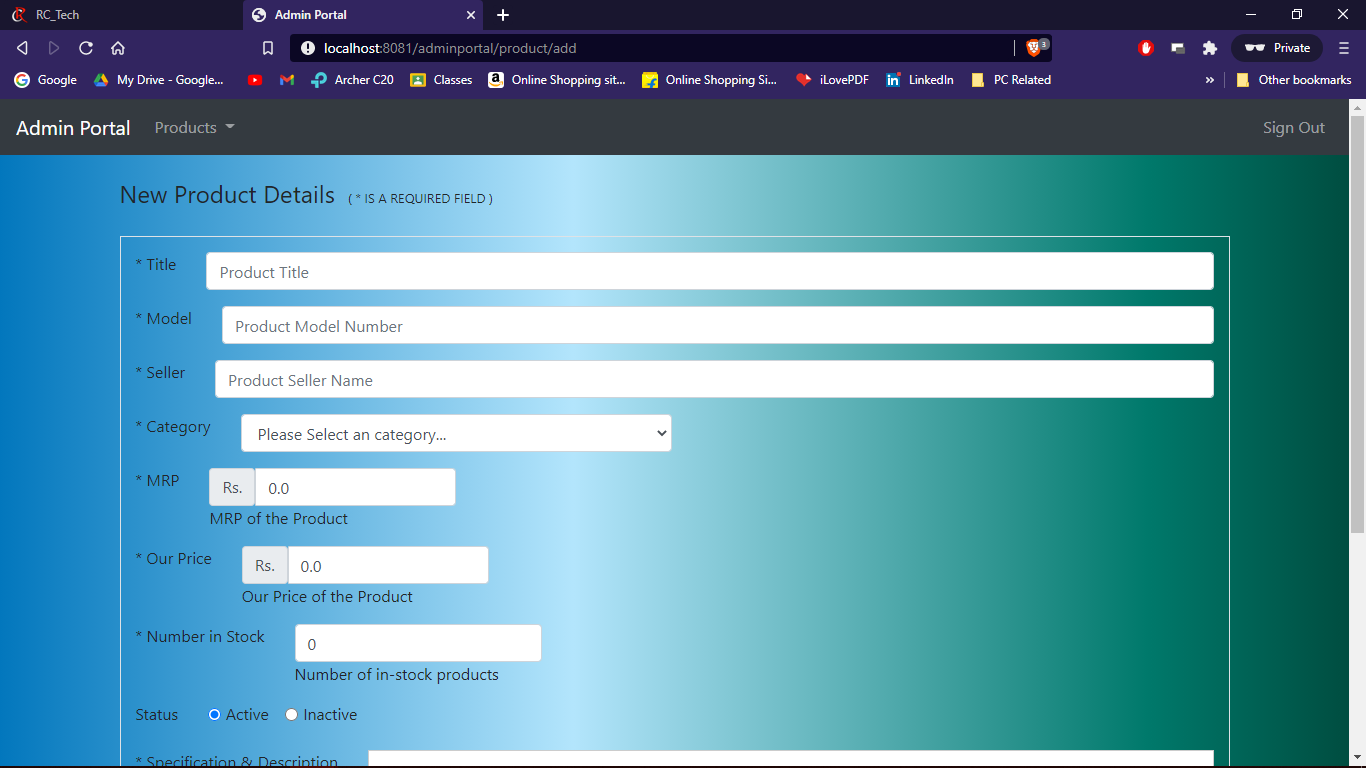 RC_Tech
Admin Portal
localhost:8081/adminportal/product/add
3
Private
Google
My Drive - Google...
Archer C20
Classes
Online Shopping sit...
Online Shopping Si...
iLovePDF
LinkedIn
PC Related
»
Other bookmarks
Admin Portal
Products
Sign Out
New Product Details ( * IS A REQUIRED FIELD )
* Title
Product Title
* Model
Product Model Number
* Seller
Product Seller Name
* Category
Please Select an category...
* MRP
Rs.
0.0
MRP of the Product
* Our Price
Rs.
0.0
Our Price of the Product
* Number in Stock
0
Number of in-stock products
Status
Active
Inactive
* Specification & Description